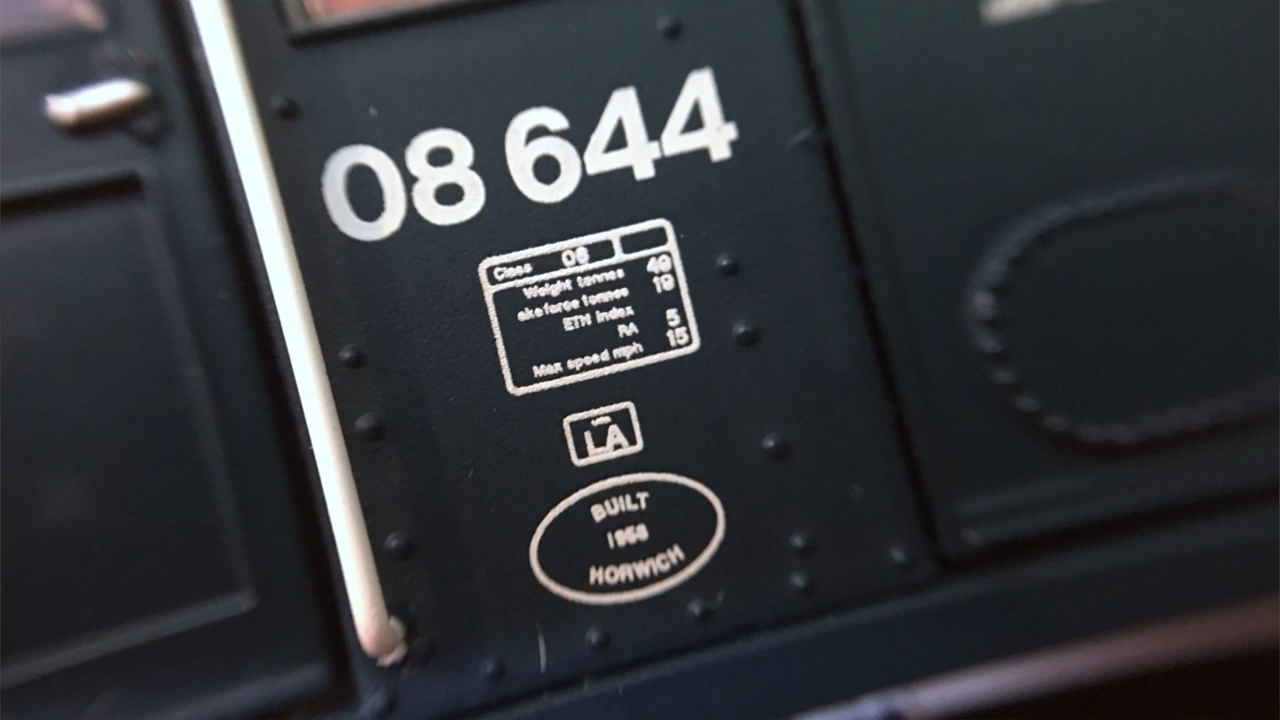 08 644
Class 08
Weight tonnes 49
akeforce tonnes 19
ETH Index
RA 5
Max speed mph 15
LA
BUILT
1958
HORWICH